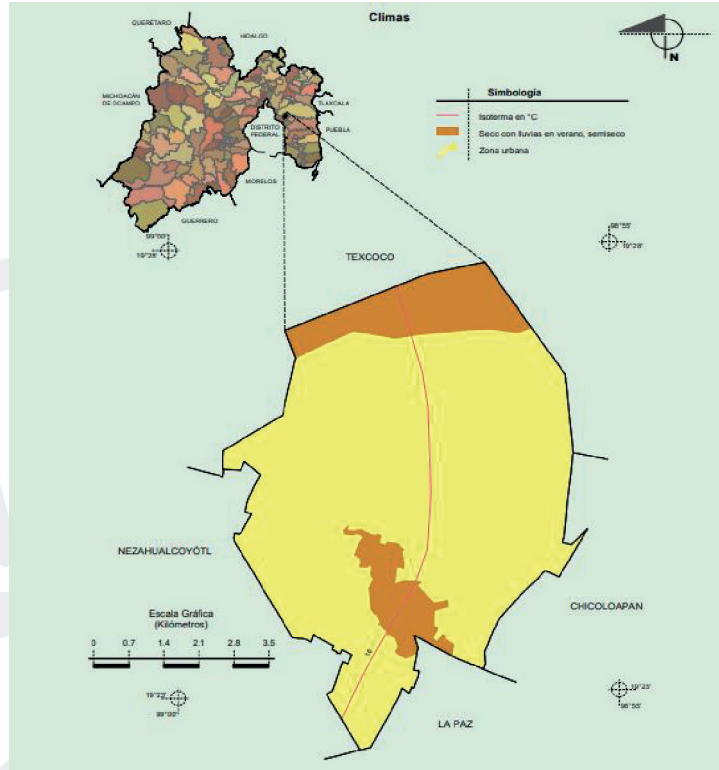 Climas
QUERÉTARO
HIDALGO
MICHOACÁN
DE OCAMPO
TLAXCALA
DISTRITO
FEDERAL
PUEBLA
MORELOS
GUERRERO
N
Simbología
Isoterma en °C
Seco con lluvias en verano, semiseco
Zona urbana
99°00'
19°28'
98°55'
19°28'
TEXCOCO
NEZAHUALCOYÓTL
CHICOLOAPAN
Escala Gráfica
(Kilómetros)
0 0.7 1.4 2.1 2.8 3.5
16
19°23'
99°00'
19°23'
98°55'
LA PAZ